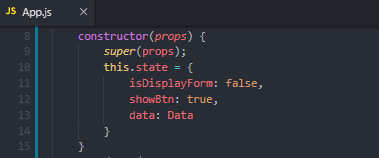 JS App.js ×
8 constructor(props) {
9 super(props);
10 this.state = {
11 isDisplayForm: false,
12 showBtn: true,
13 data: Data
14 }
15 }